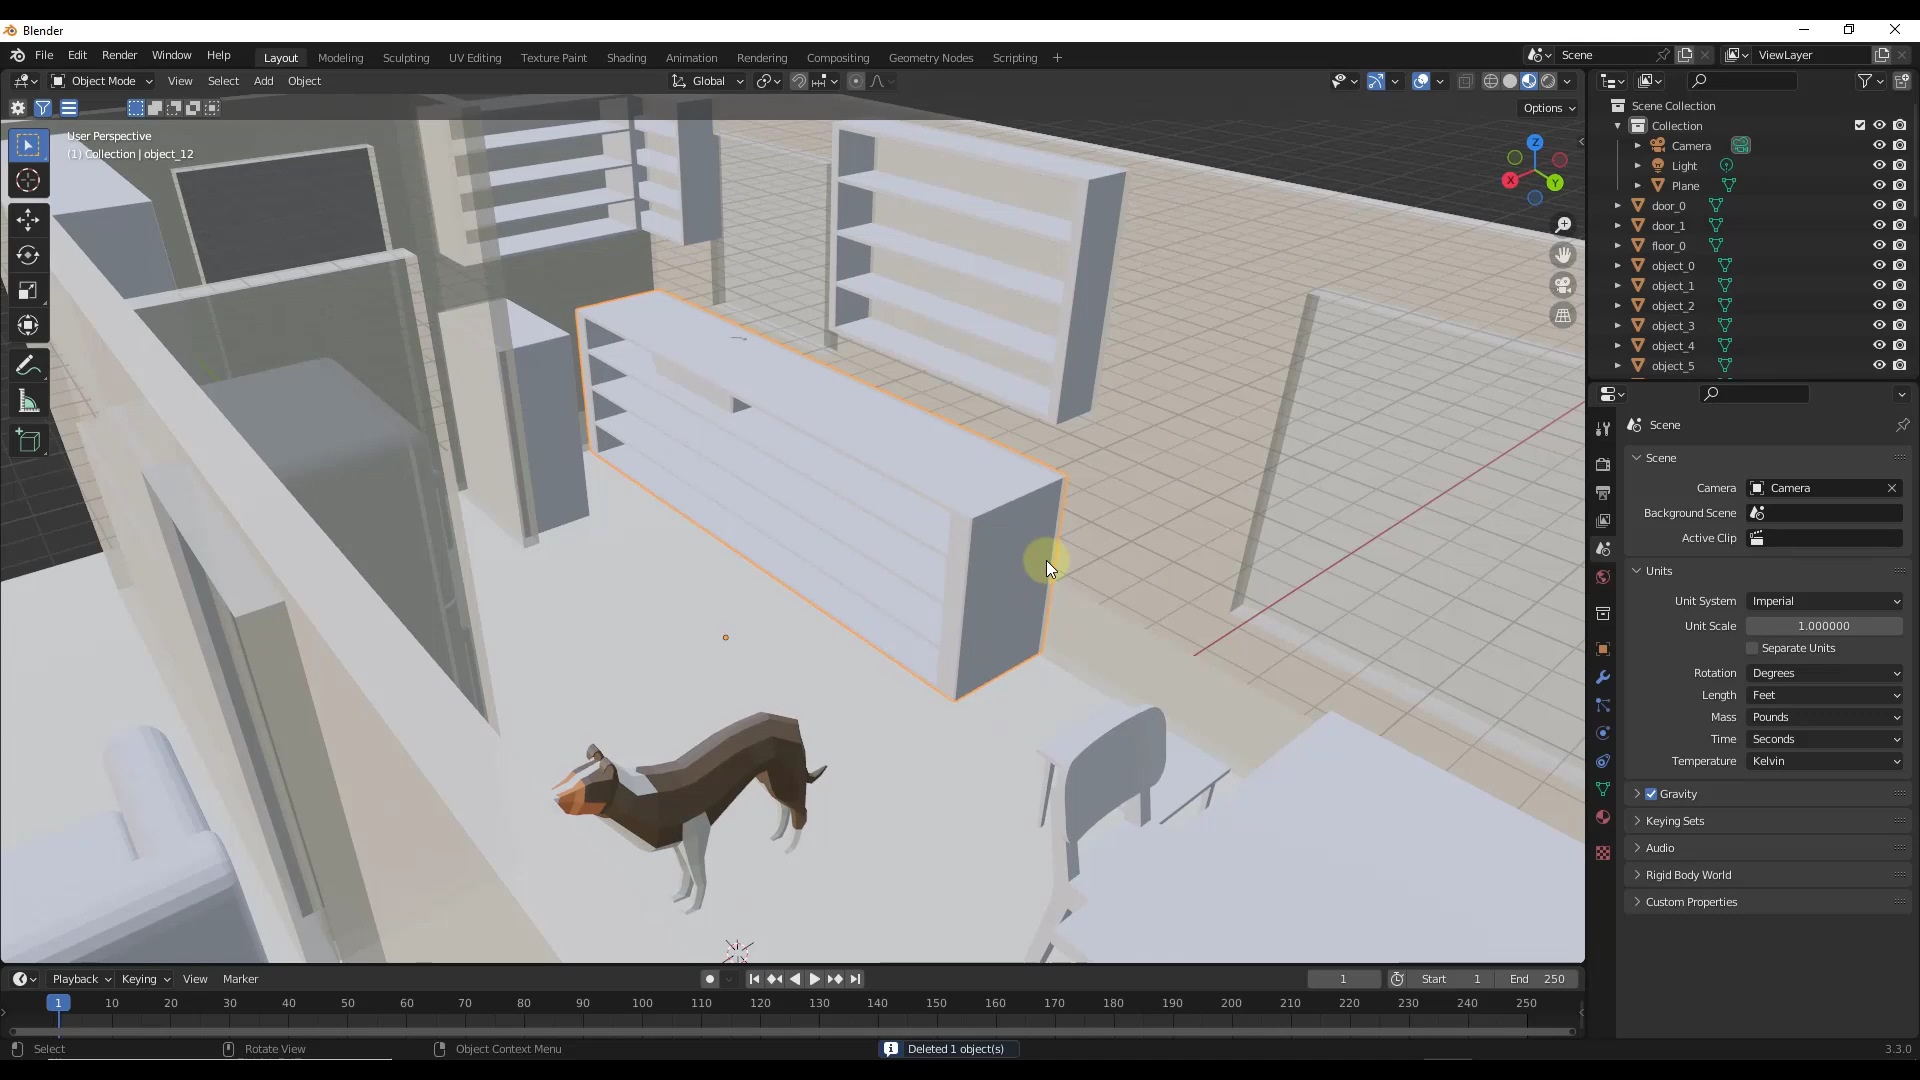 Blender
File Edit Render Window Help Layout Modeling Sculpting UV Editing Texture Paint Shading Animation Rendering Compositing Geometry Nodes Scripting + Scene ViewLayer
Object Mode View Select Add Object Global
Options
User Perspective
(1) Collection | object_12
Z
X
Y
Scene Collection
Collection
Camera
Light
Plane
door_0
door_1
floor_0
object_0
object_1
object_2
object_3
object_4
object_5
Scene
Scene
Camera Camera
Background Scene
Active Clip
Units
Unit System Imperial
Unit Scale 1.000000
Separate Units
Rotation Degrees
Length Feet
Mass Pounds
Time Seconds
Temperature Kelvin
Gravity
Keying Sets
Audio
Rigid Body World
Custom Properties
Playback Keying View Marker 1 Start 1 End 250
1 10 20 30 40 50 60 70 80 90 100 110 120 130 140 150 160 170 180 190 200 210 220 230 240 250
Select Rotate View Object Context Menu Deleted 1 object(s) 3.3.0